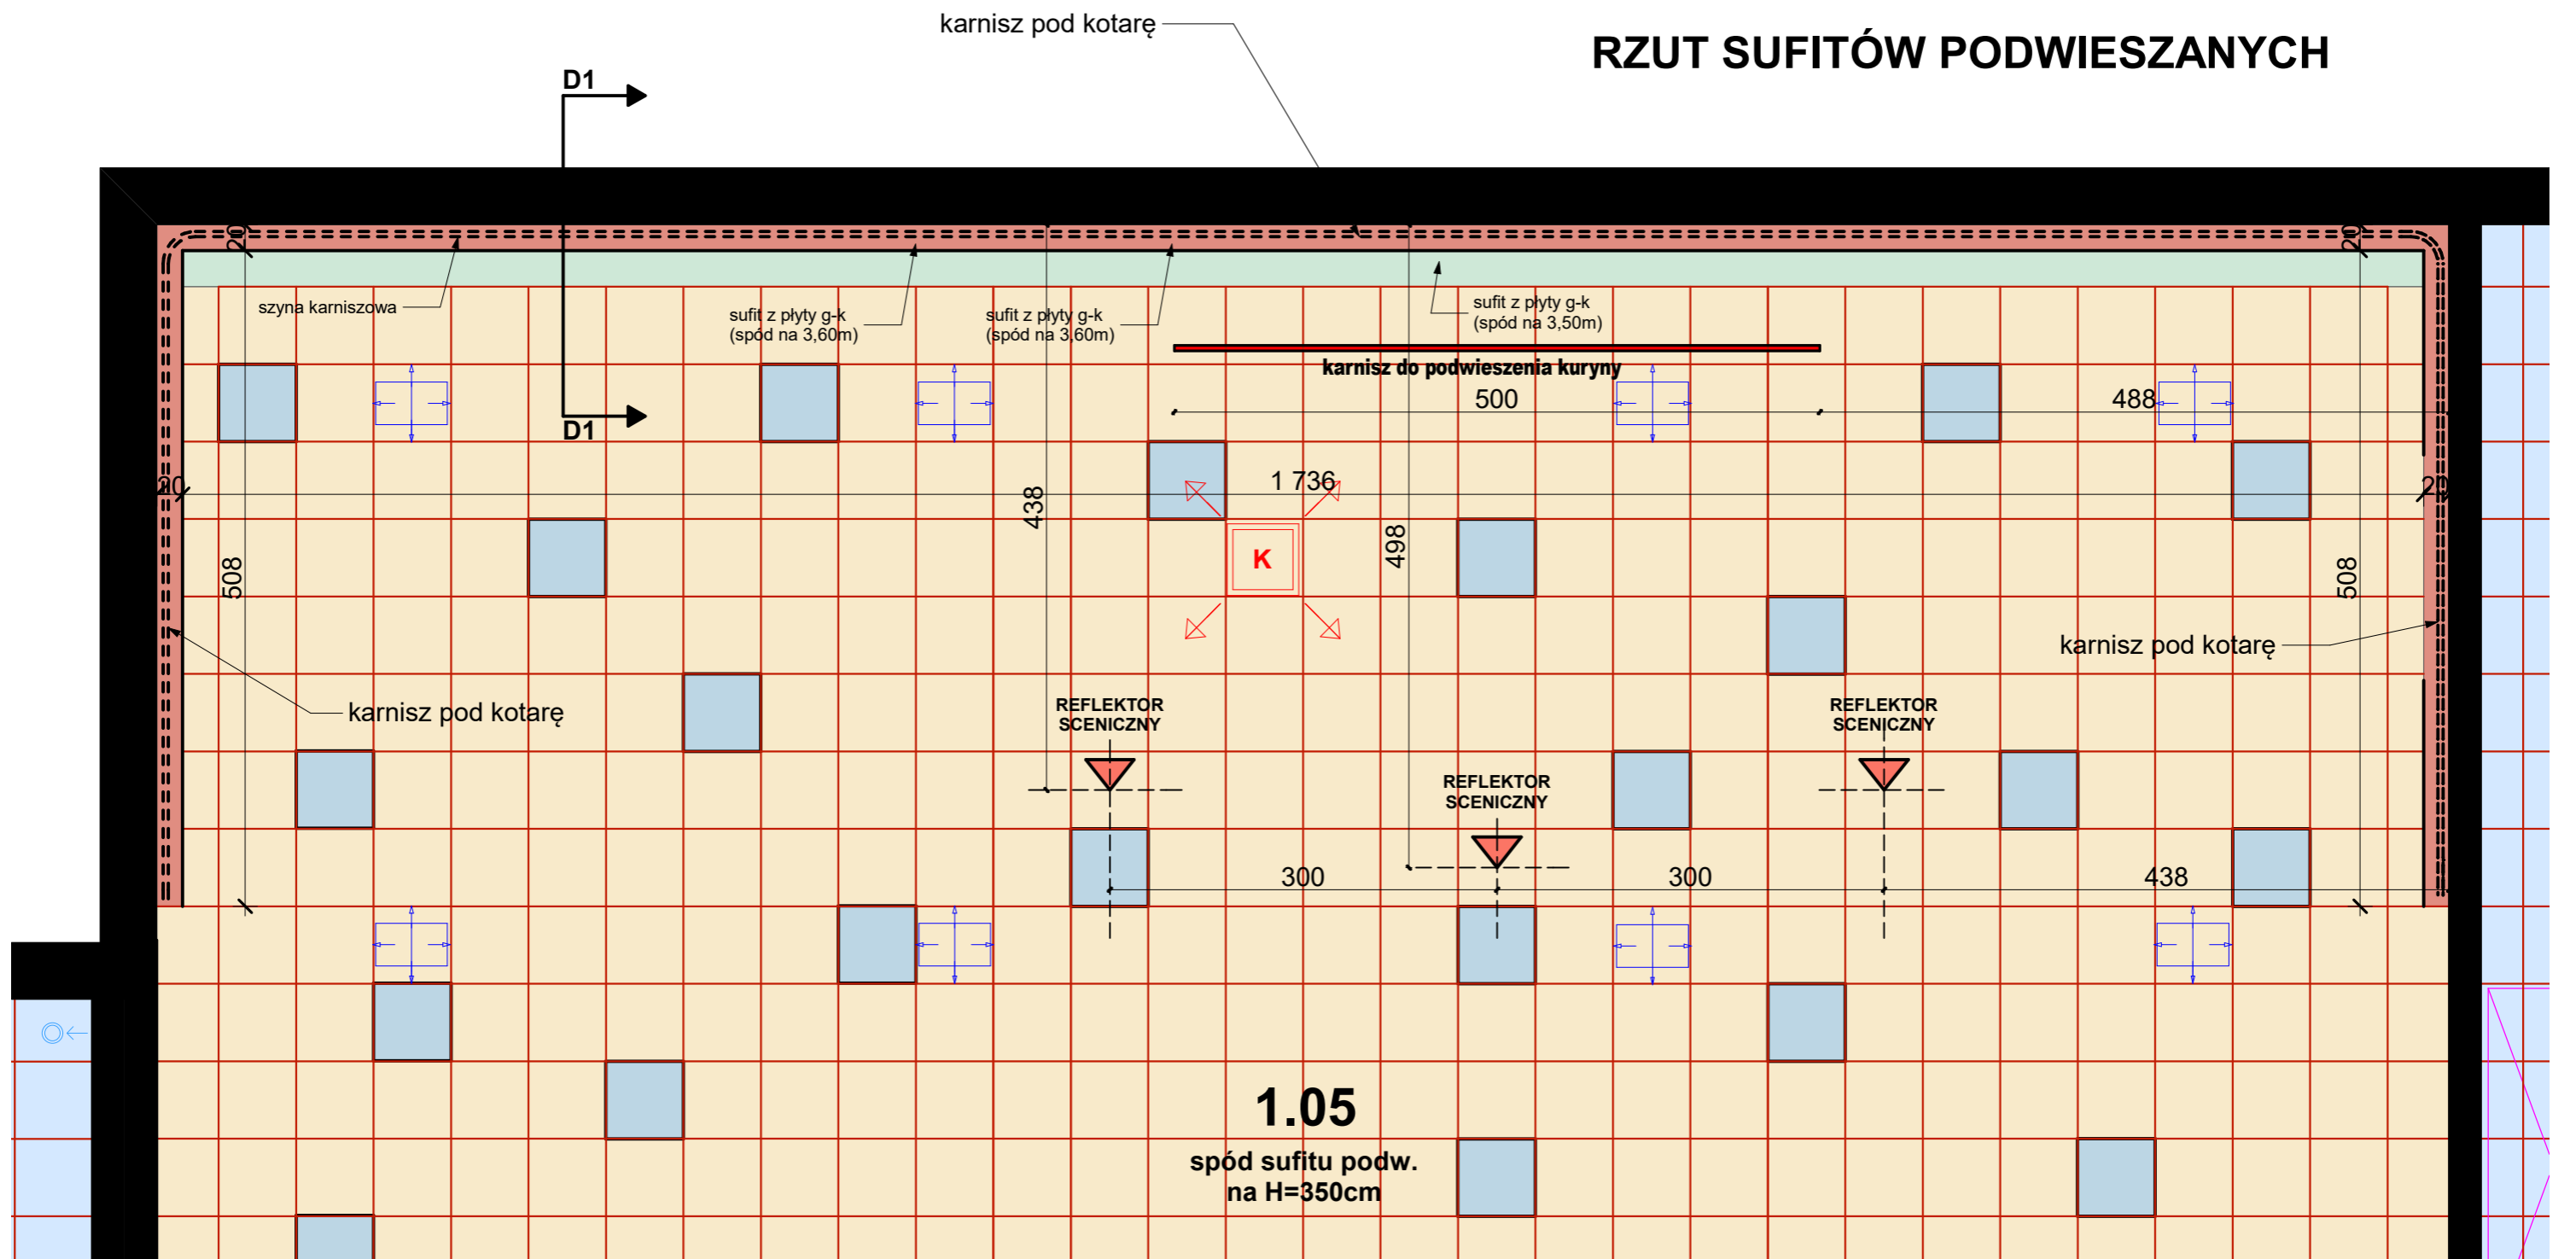 karnisz pod kotarę
RZUT SUFITÓW PODWIESZANYCH
D1
20
20
szyna karniszowa
sufit z płyty g-k
(spód na 3,60m)
sufit z płyty g-k
(spód na 3,60m)
sufit z płyty g-k
(spód na 3,50m)
karnisz do podwieszenia kuryny
500
488
D1
20
1 736
20
438
498
508
508
K
karnisz pod kotarę
karnisz pod kotarę
REFLEKTOR
SCENICZNY
REFLEKTOR
SCENICZNY
REFLEKTOR
SCENICZNY
300
300
438
1.05
spód sufitu podw.
na H=350cm